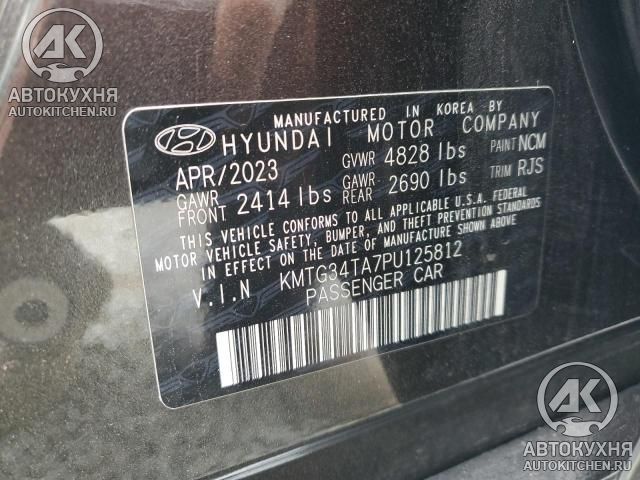 АВТОКУХНЯ
AUTOKITCHEN.RU
MANUFACTURED IN KOREA BY
HYUNDAI MOTOR COMPANY
APR/2023 GVWR 4828 lbs PAINT NCM
GAWR FRONT 2414 lbs GAWR REAR 2690 lbs TRIM RJS
THIS VEHICLE CONFORMS TO ALL APPLICABLE U.S.A. FEDERAL
MOTOR VEHICLE SAFETY, BUMPER, AND THEFT PREVENTION STANDARDS
IN EFFECT ON THE DATE OF MANUFACTURE SHOWN ABOVE.
V.I.N KMTG34TA7PU125812
PASSENGER CAR
АВТОКУХНЯ
AUTOKITCHEN.RU